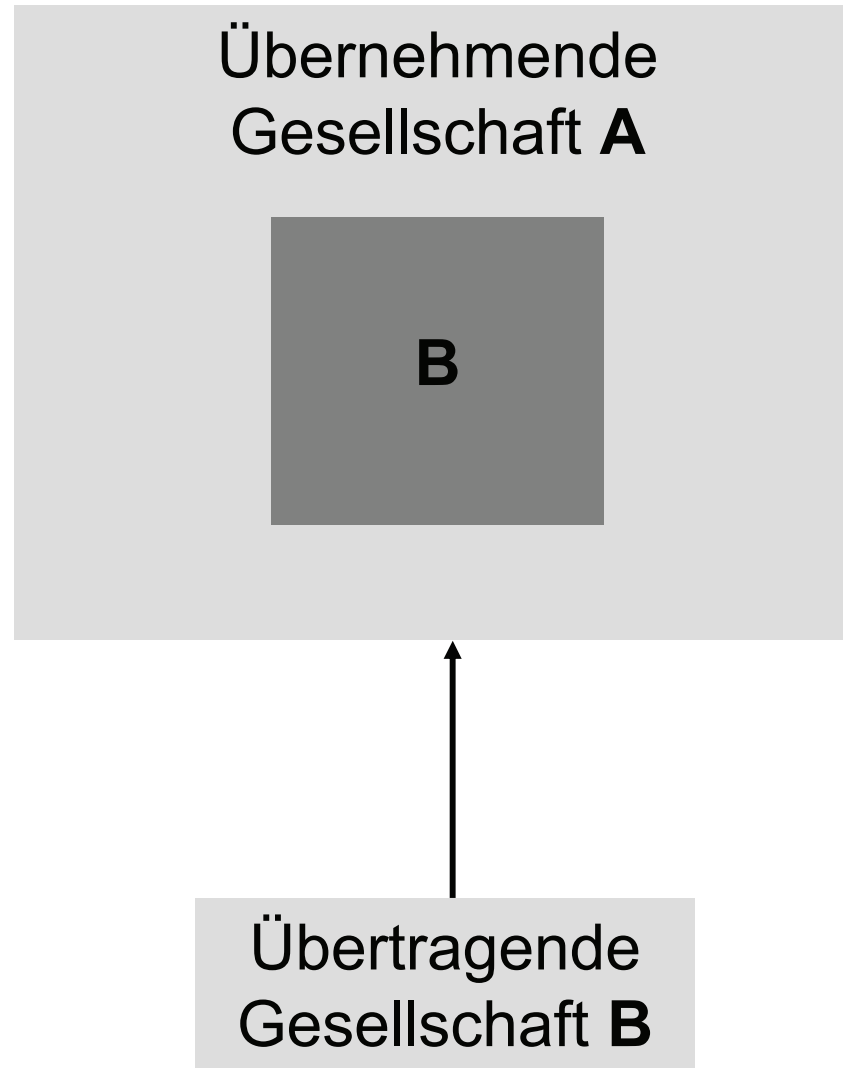 Übernehmende
Gesellschaft A
B
Übertragende
Gesellschaft B